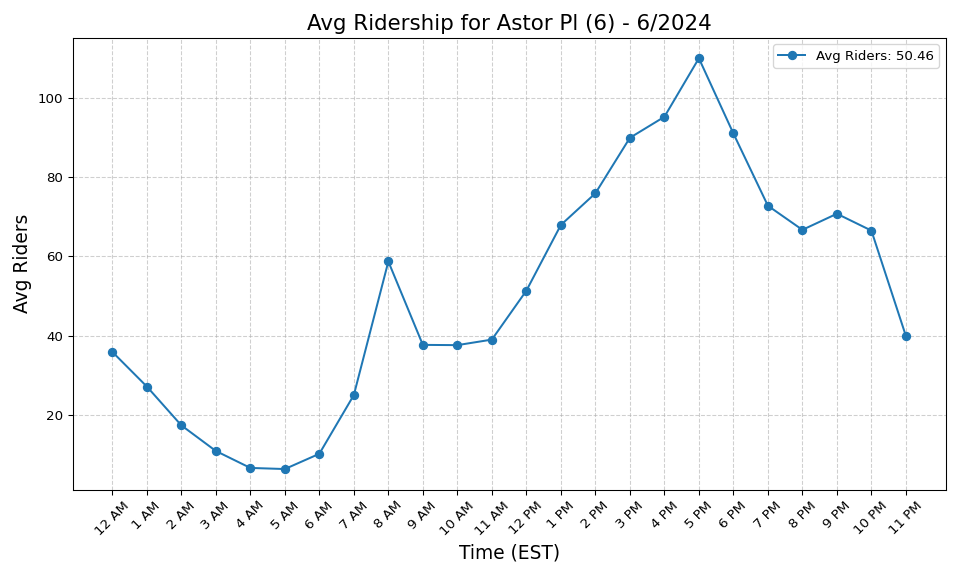 Avg Ridership for Astor Pl (6) - 6/2024
Avg Riders: 50.46
Avg Riders
100
80
60
40
20
12 AM 1 AM 2 AM 3 AM 4 AM 5 AM 6 AM 7 AM 8 AM 9 AM 10 AM 11 AM 12 PM 1 PM 2 PM 3 PM 4 PM 5 PM 6 PM 7 PM 8 PM 9 PM 10 PM 11 PM
Time (EST)